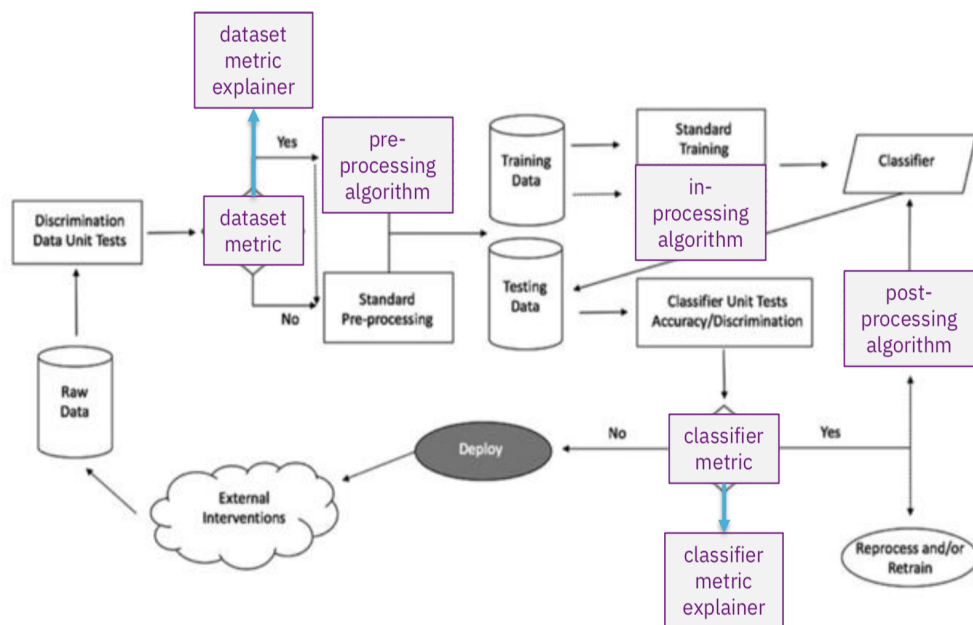 dataset
metric
explainer
Yes
pre-
processing
algorithm
Training
Data
Standard
Training
Classifier
in-
processing
algorithm
Discrimination
Data Unit Tests
dataset
metric
No
Standard
Pre-processing
Testing
Data
Classifier Unit Tests
Accuracy/Discrimination
post-
processing
algorithm
Raw
Data
External
Interventions
Deploy
No
classifier
metric
Yes
classifier
metric
explainer
Reprocess and/or
Retrain